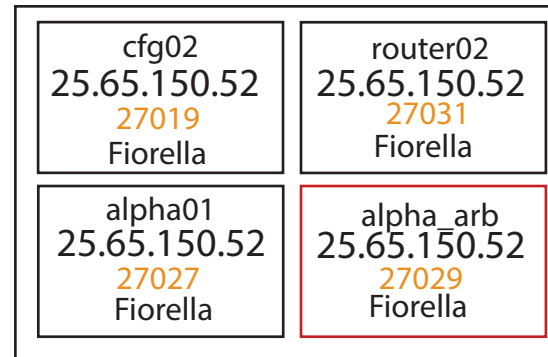 cfg02
25.65.150.52
27019
Fiorella
router02
25.65.150.52
27031
Fiorella
alpha01
25.65.150.52
27027
Fiorella
alpha_arb
25.65.150.52
27029
Fiorella